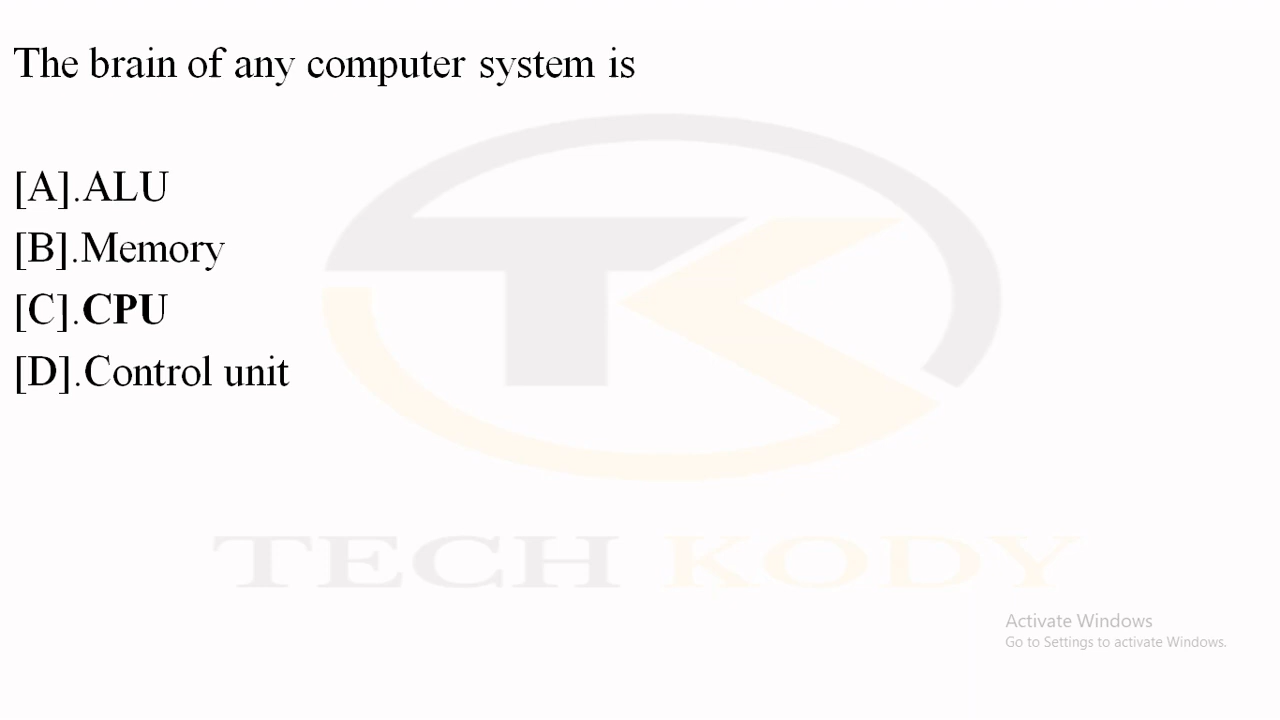 The brain of any computer system is
[A].ALU
[B].Memory
[C].CPU
[D].Control unit
TK
TECH KODY
Activate Windows
Go to Settings to activate Windows.